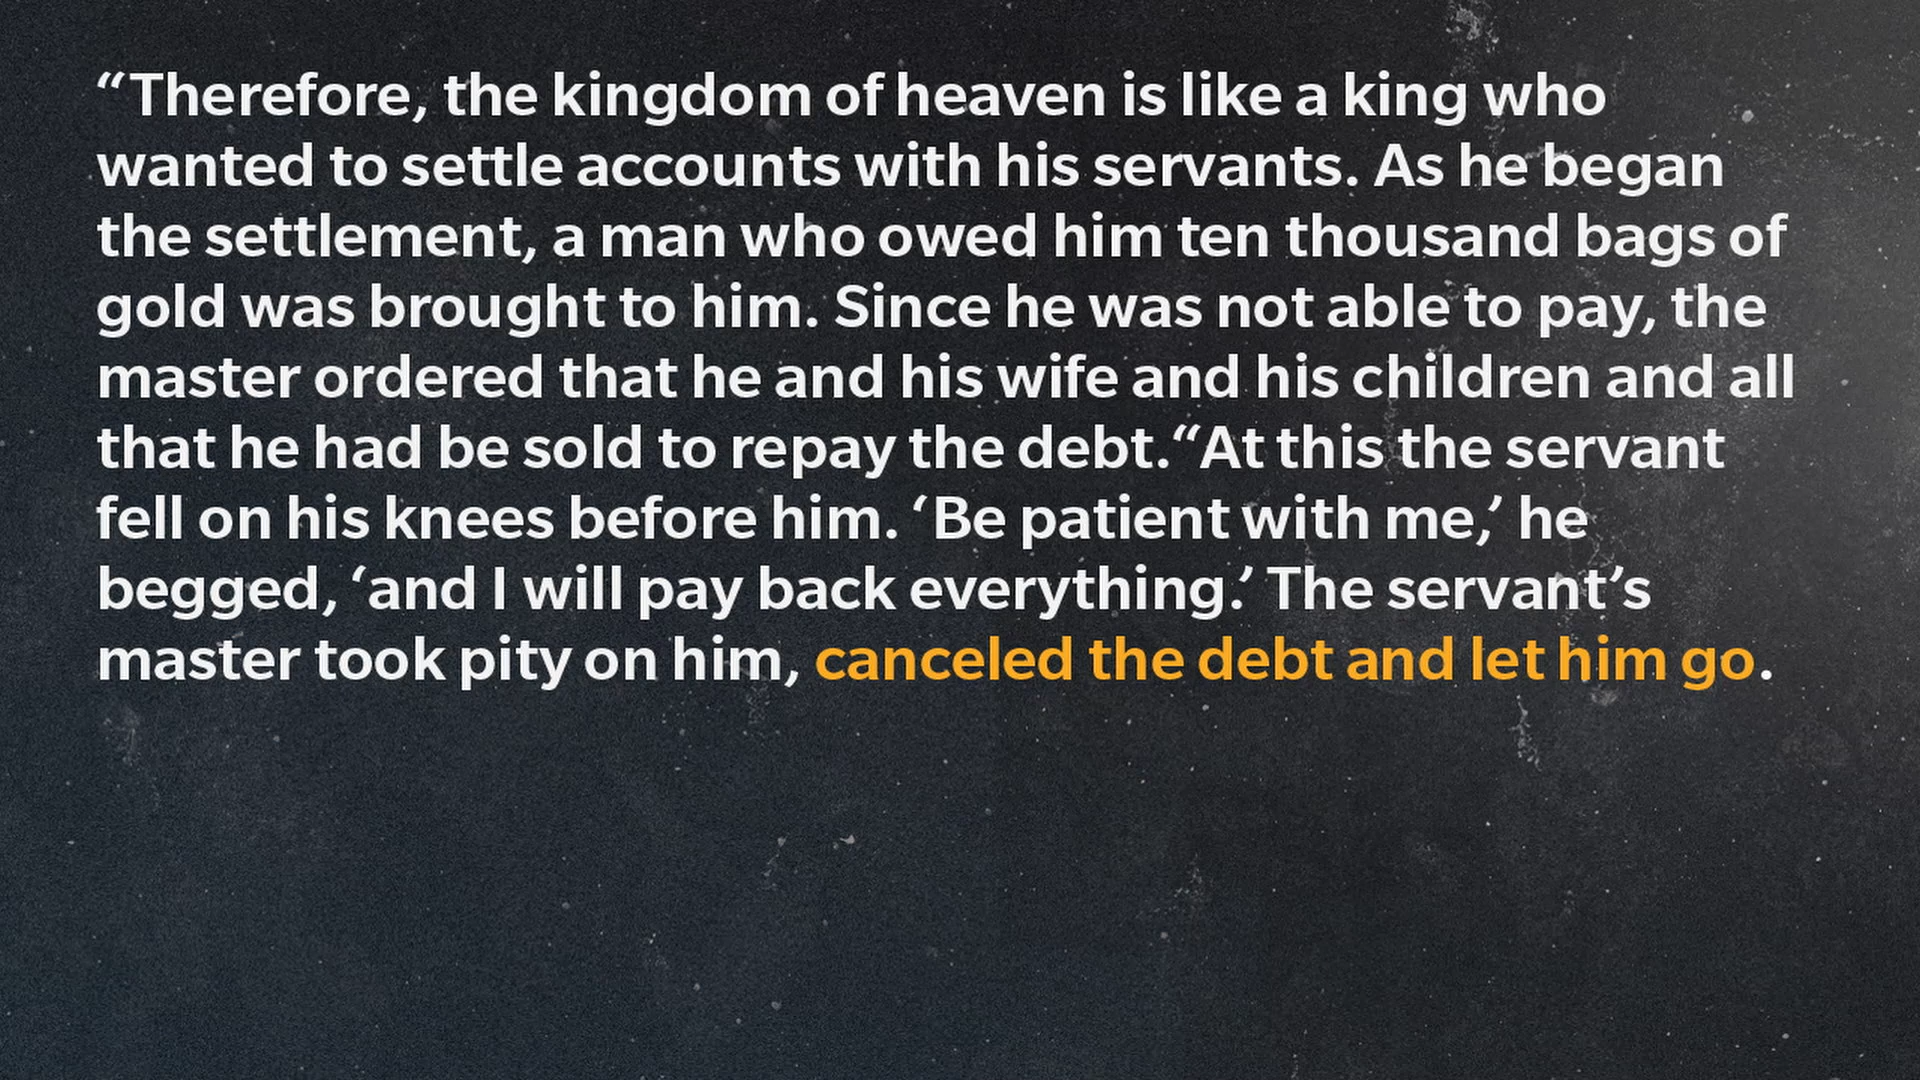 “Therefore, the kingdom of heaven is like a king who
wanted to settle accounts with his servants. As he began
the settlement, a man who owed him ten thousand bags of
gold was brought to him. Since he was not able to pay, the
master ordered that he and his wife and his children and all
that he had be sold to repay the debt.“At this the servant
fell on his knees before him. ‘Be patient with me,’ he
begged, ‘and I will pay back everything.’ The servant’s
master took pity on him, canceled the debt and let him go.